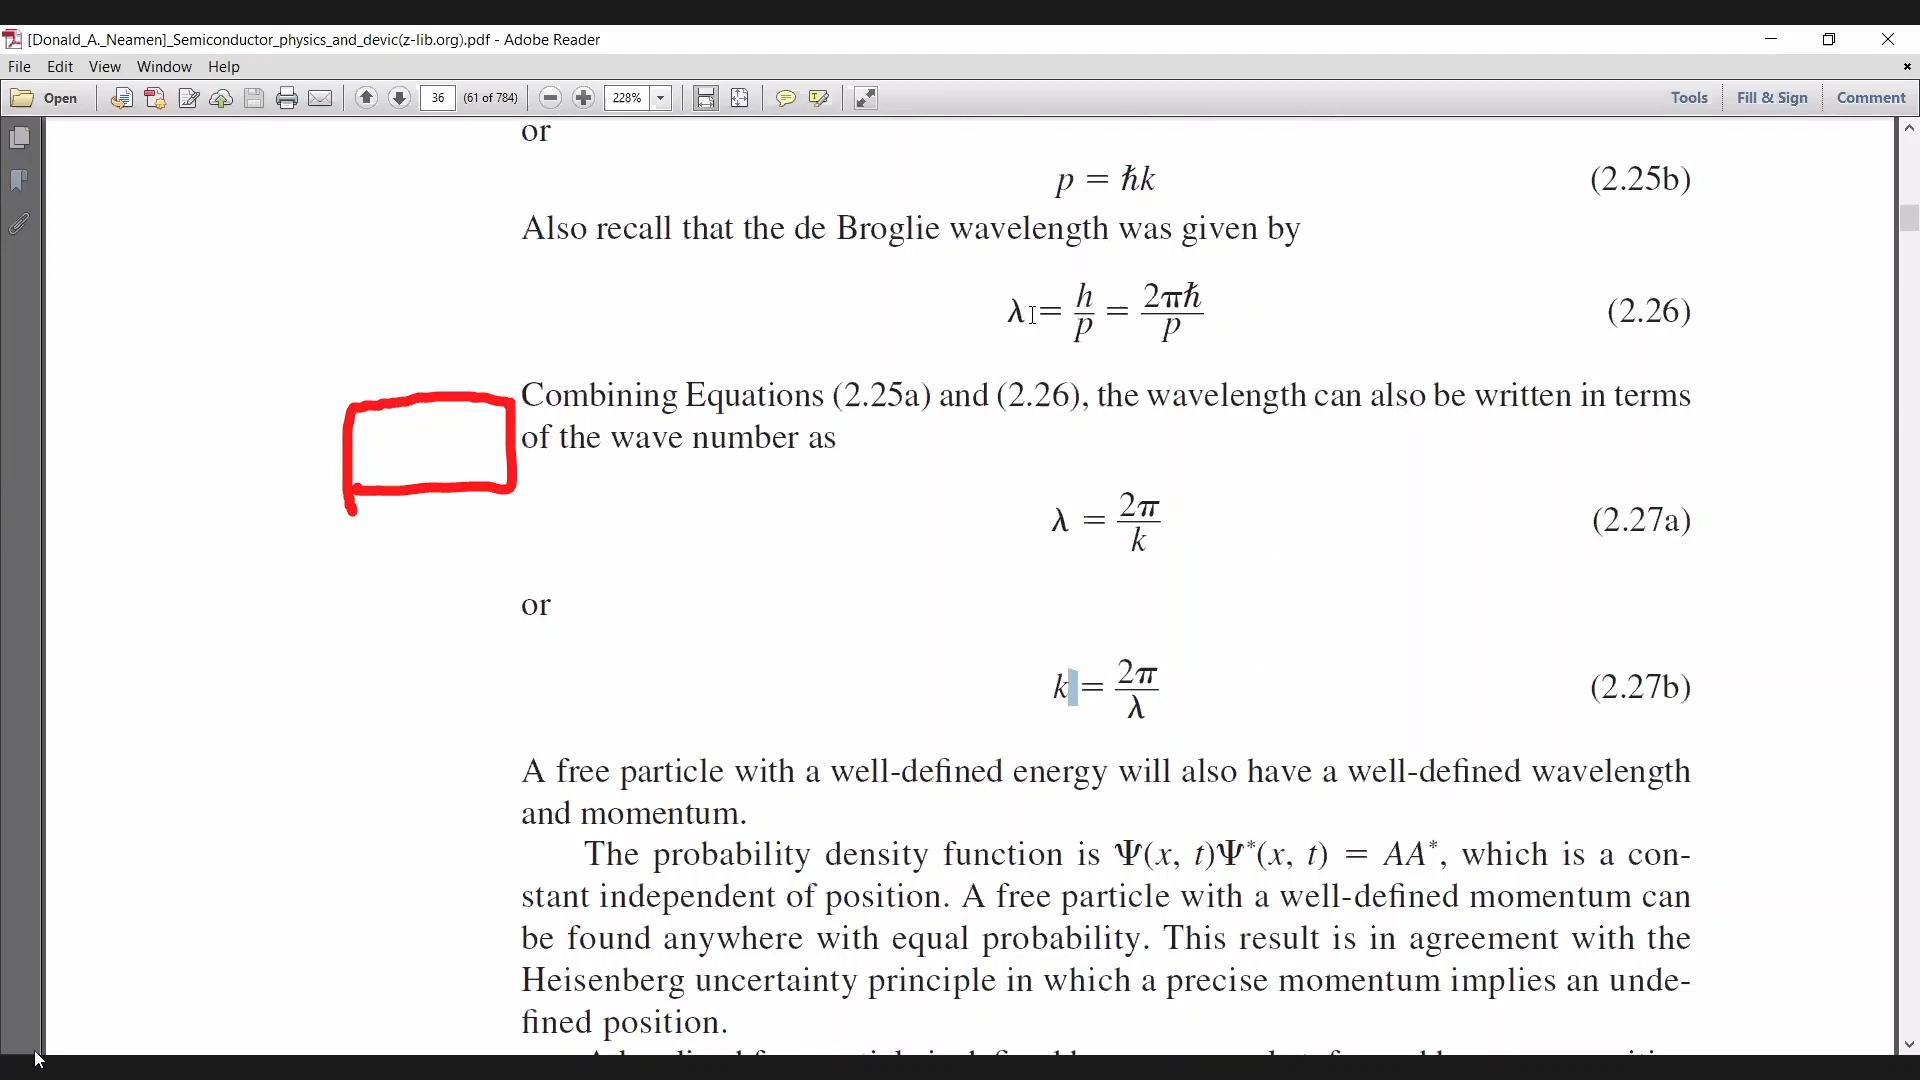 [Donald_A._Neamen]_Semiconductor_physics_and_devic(z-lib.org).pdf - Adobe Reader
File Edit View Window Help
Open 36 (61 of 784) 228% Tools Fill & Sign Comment
or
p = ħk (2.25b)
Also recall that the de Broglie wavelength was given by
λ = h/p = 2πħ/p (2.26)
Combining Equations (2.25a) and (2.26), the wavelength can also be written in terms
of the wave number as
λ = 2π/k (2.27a)
or
k = 2π/λ (2.27b)
A free particle with a well-defined energy will also have a well-defined wavelength
and momentum.
The probability density function is Ψ(x, t)Ψ*(x, t) = AA*, which is a con-
stant independent of position. A free particle with a well-defined momentum can
be found anywhere with equal probability. This result is in agreement with the
Heisenberg uncertainty principle in which a precise momentum implies an unde-
fined position.